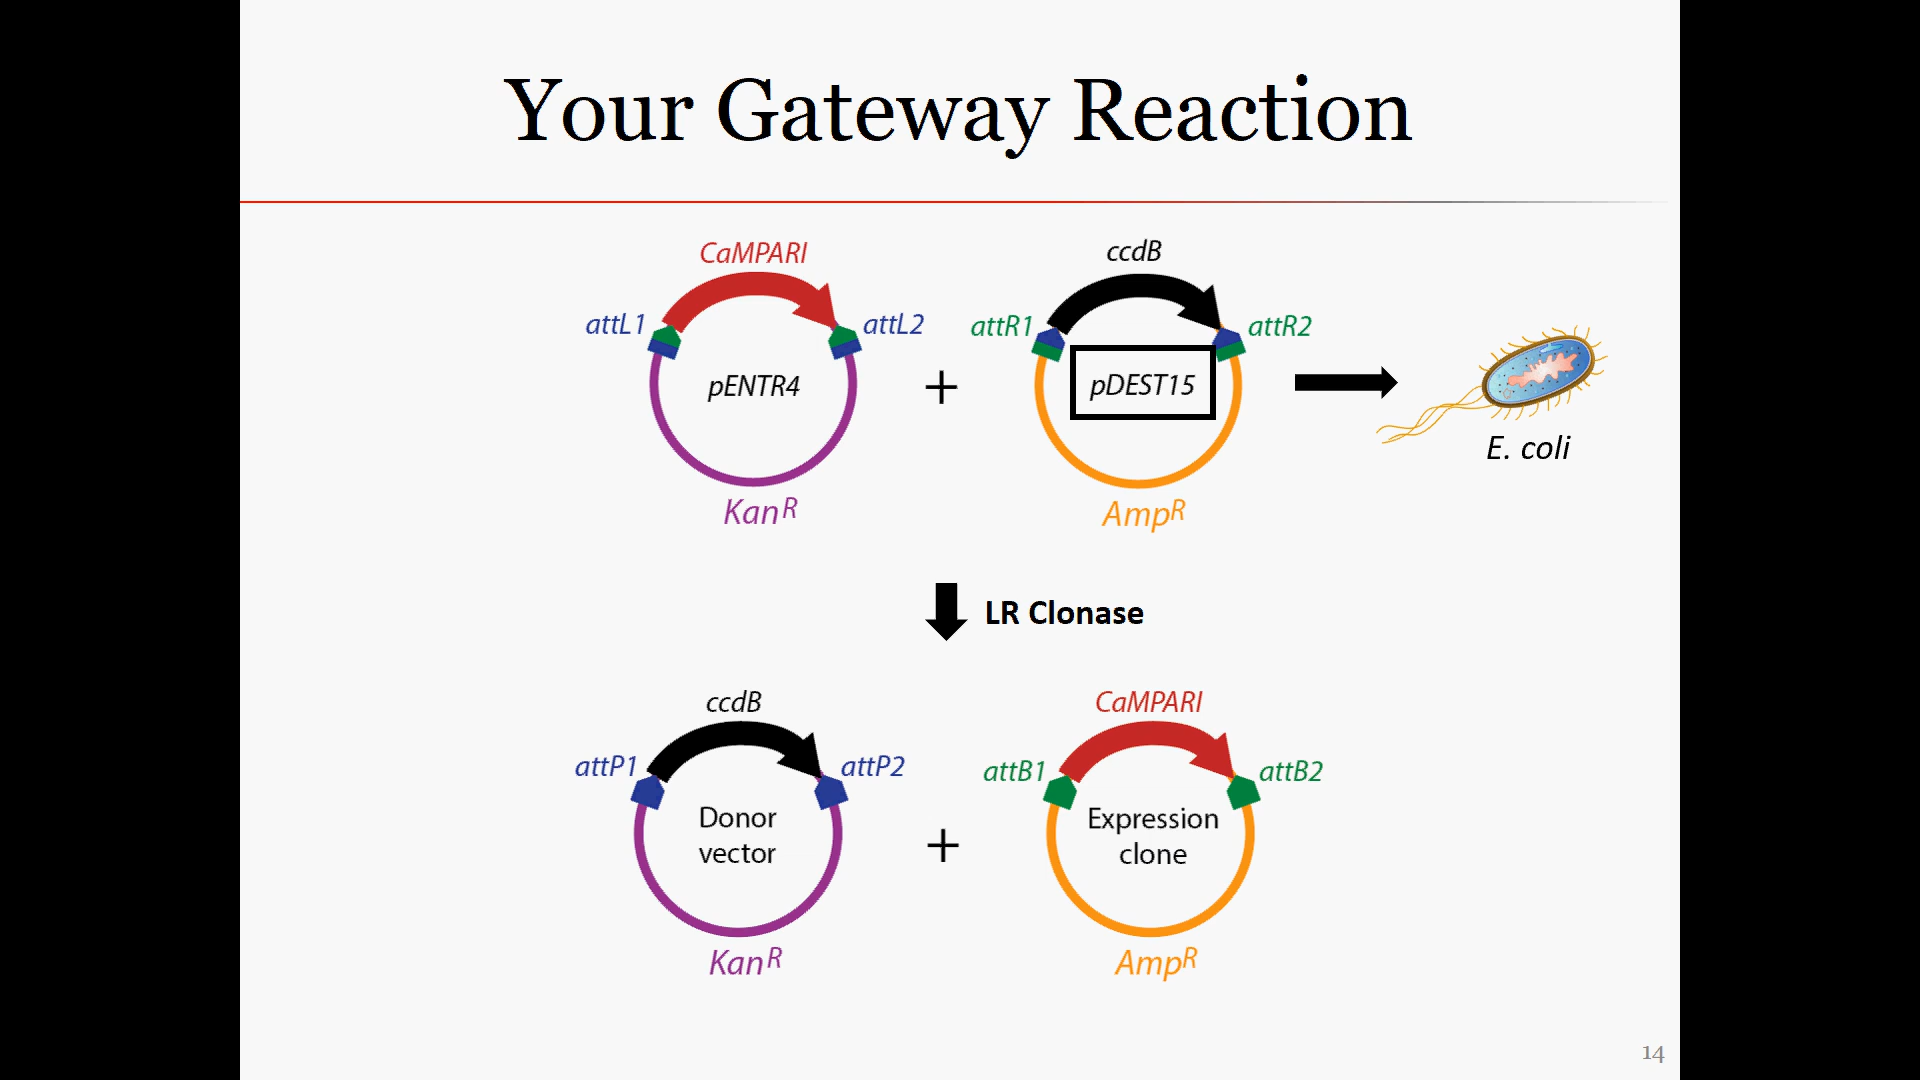 Your Gateway Reaction
CaMPARI
ccdB
attL1
attL2
attR1
attR2
pENTR4
+
pDEST15
E. coli
KanR
AmpR
LR Clonase
ccdB
CaMPARI
attP1
attP2
attB1
attB2
Donor
vector
+
Expression
clone
KanR
AmpR
14